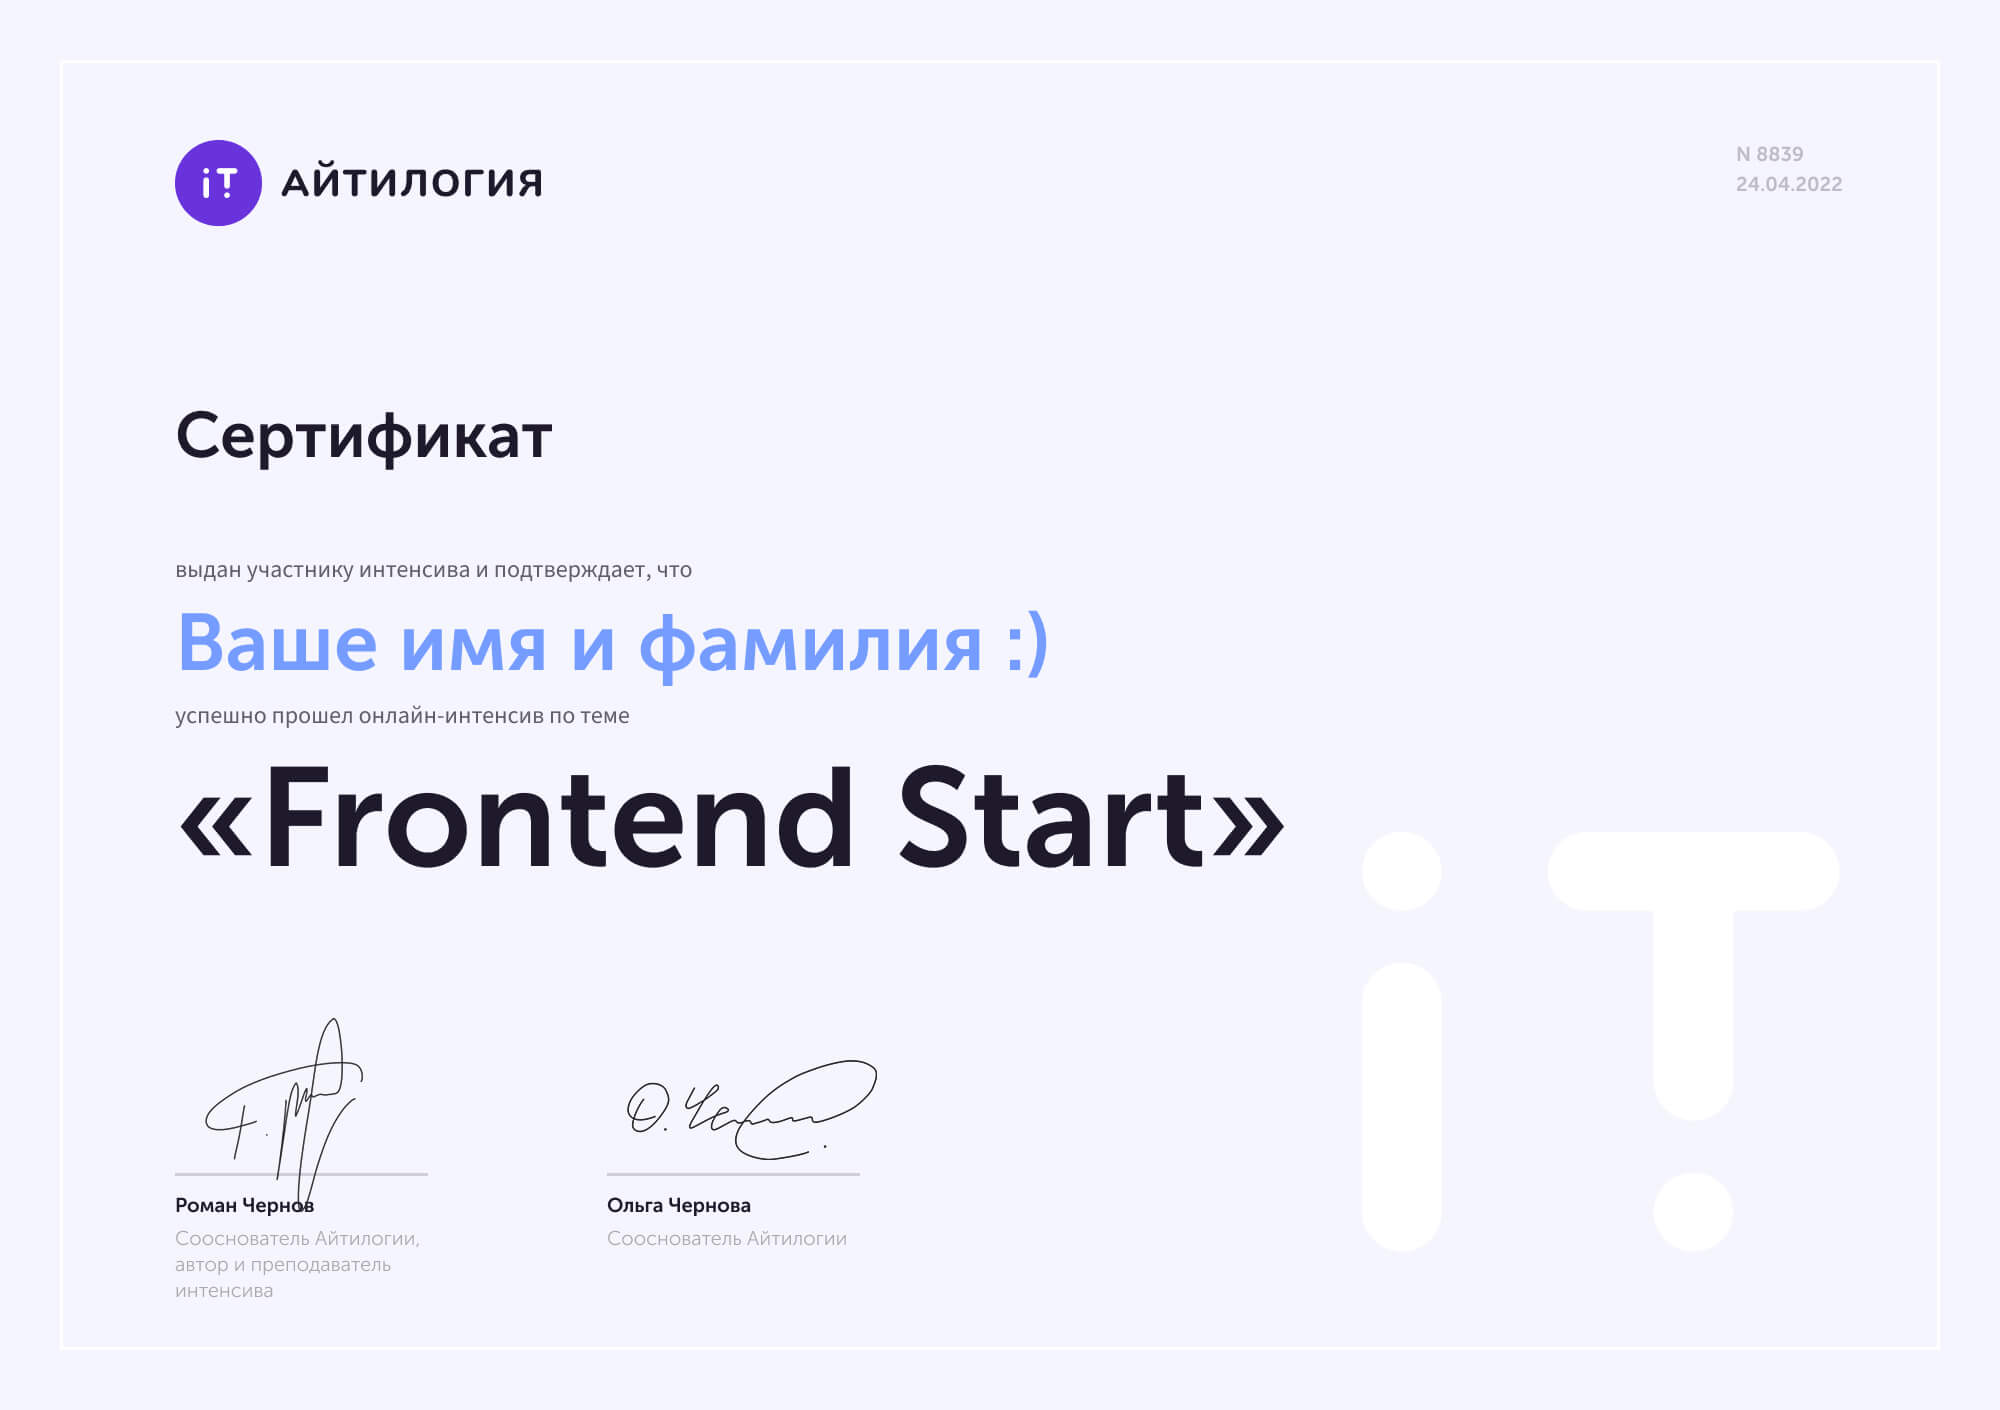 iT АЙТИЛОГИЯ
N 8839
24.04.2022
Сертификат
выдан участнику интенсива и подтверждает, что
Ваше имя и фамилия :)
успешно прошел онлайн-интенсив по теме
«Frontend Start»
iT
Роман Чернов
Сооснователь Айтилогии,
автор и преподаватель
интенсива
Ольга Чернова
Сооснователь Айтилогии